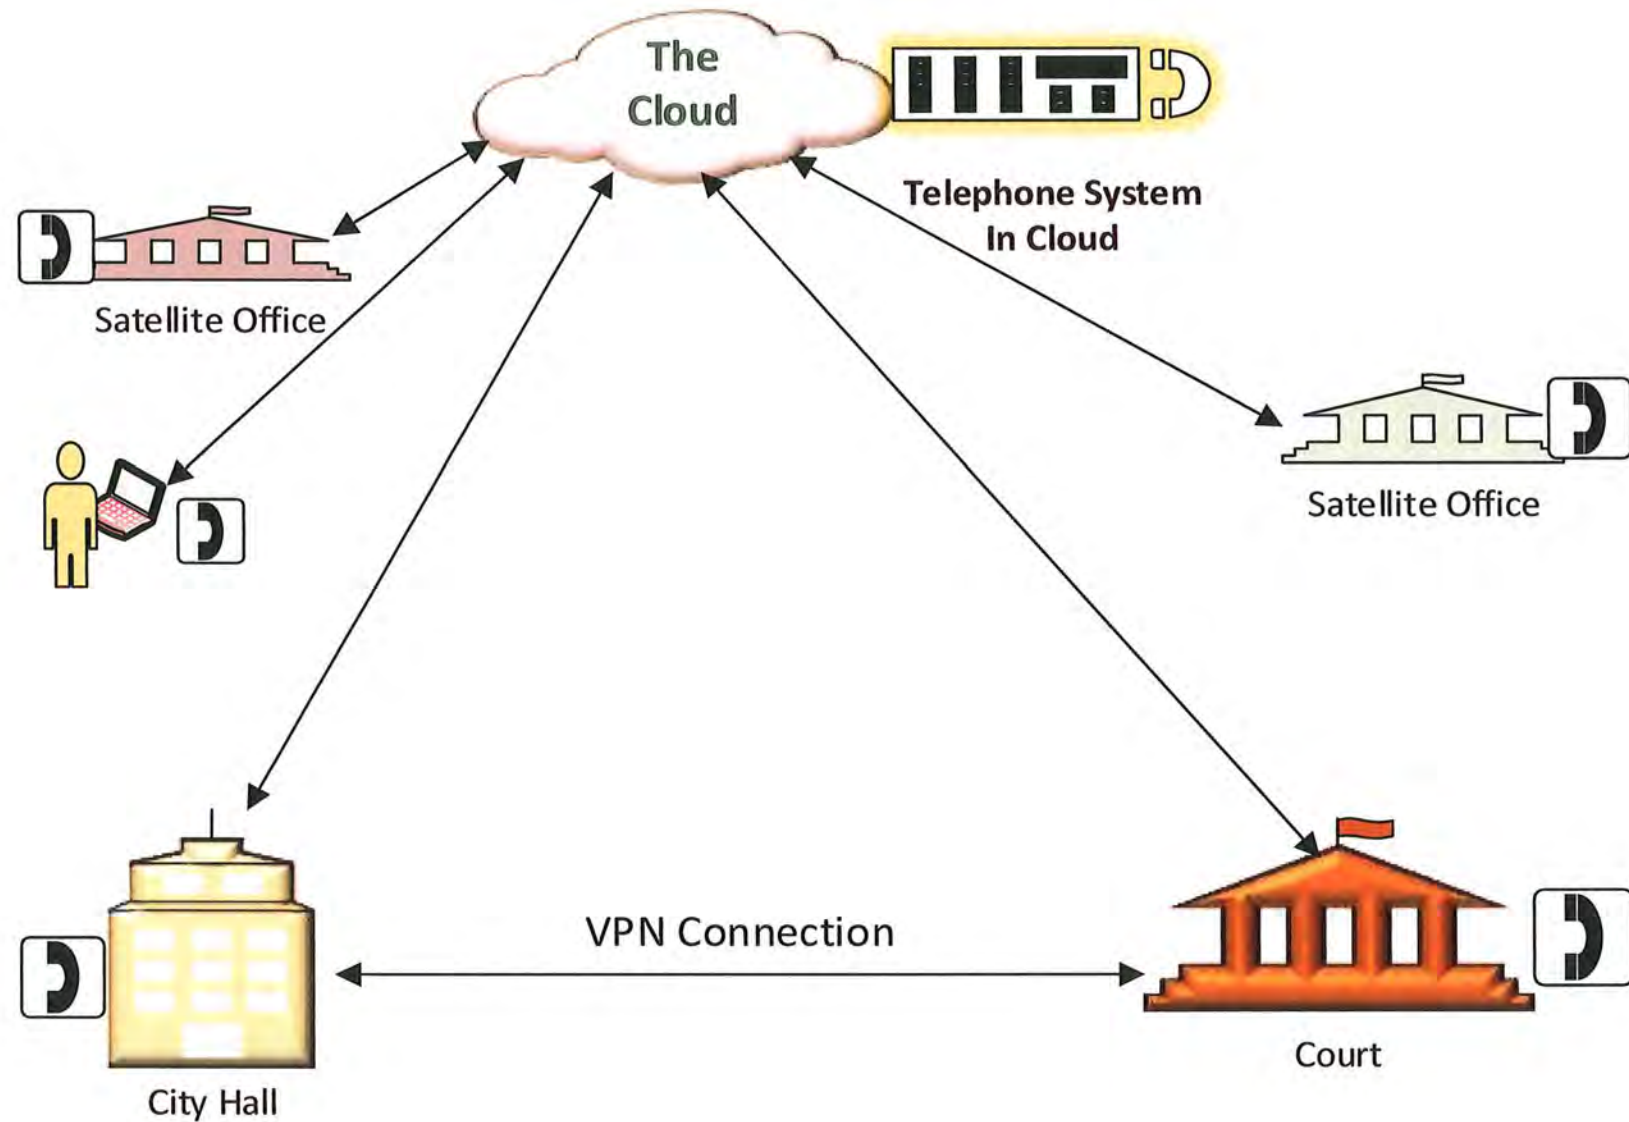 The
Cloud
Telephone System
In Cloud
Satellite Office
Satellite Office
VPN Connection
Court
City Hall